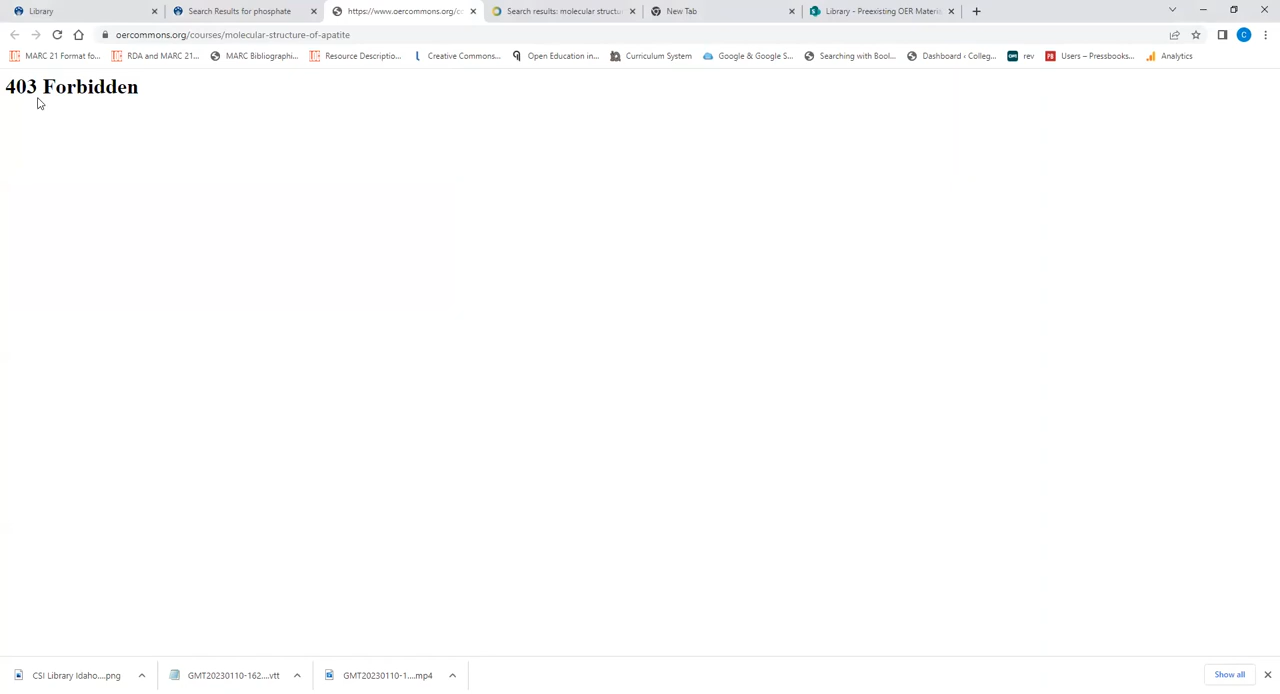 Library
Search Results for phosphate
https://www.oercommons.org/co
Search results: molecular structu
New Tab
Library - Preexisting OER Materi
oercommons.org/courses/molecular-structure-of-apatite
C
MARC 21 Format fo...
RDA and MARC 21...
MARC Bibliographi...
Resource Descriptio...
Creative Commons...
Open Education in...
Curriculum System
Google & Google S...
Searching with Bool...
Dashboard ‹ Colleg...
rev
Users – Pressbooks...
Analytics
403 Forbidden
CSI Library Idaho....png
GMT20230110-162....vtt
GMT20230110-1....mp4
Show all